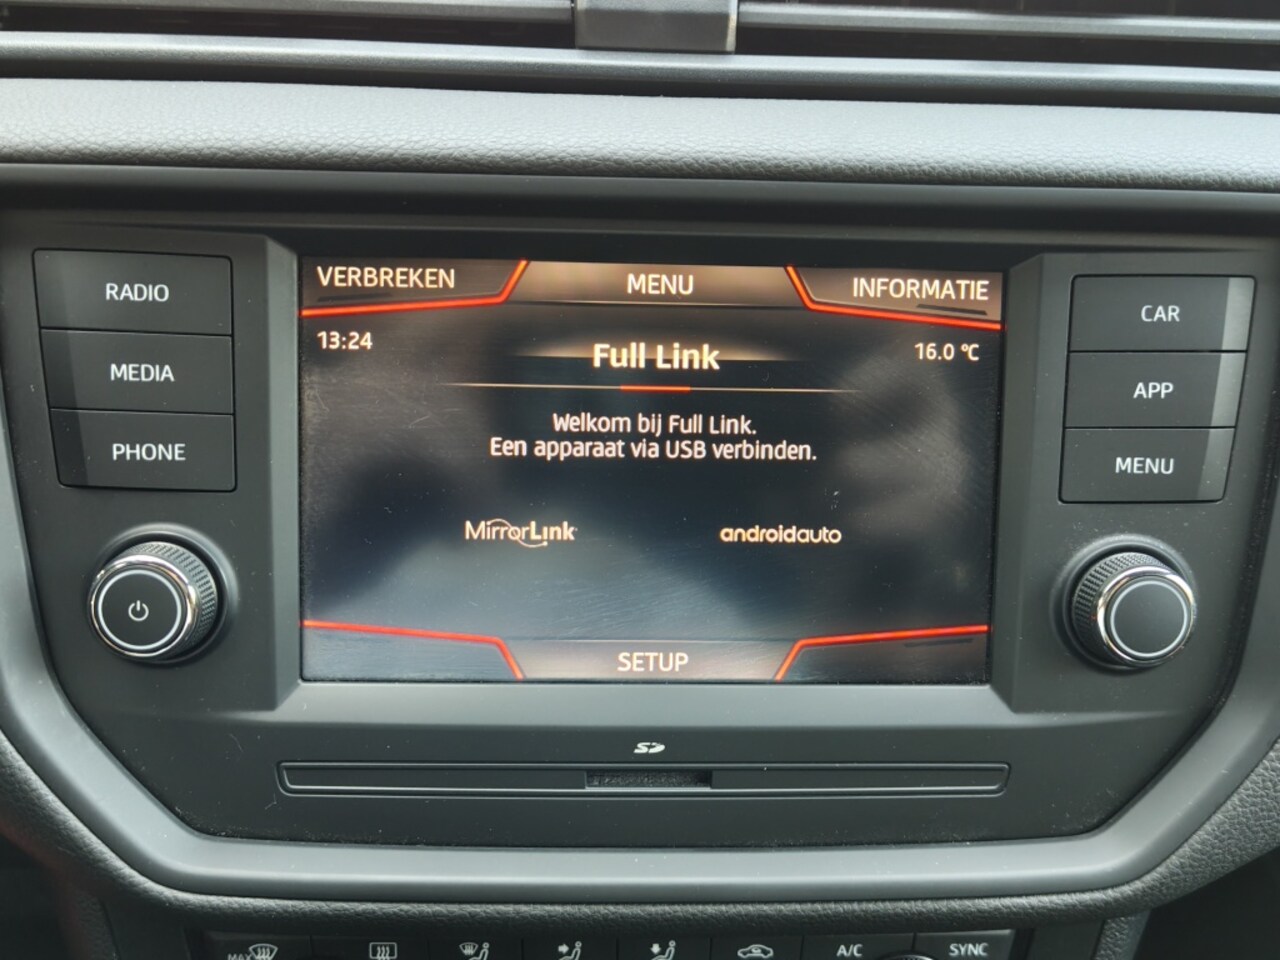 VERBREKEN MENU INFORMATIE
13:24 Full Link 16.0 °C
Welkom bij Full Link.
Een apparaat via USB verbinden.
MirrorLink androidauto
SETUP
RADIO
MEDIA
PHONE
CAR
APP
MENU
SD
MAX A/C SYNC